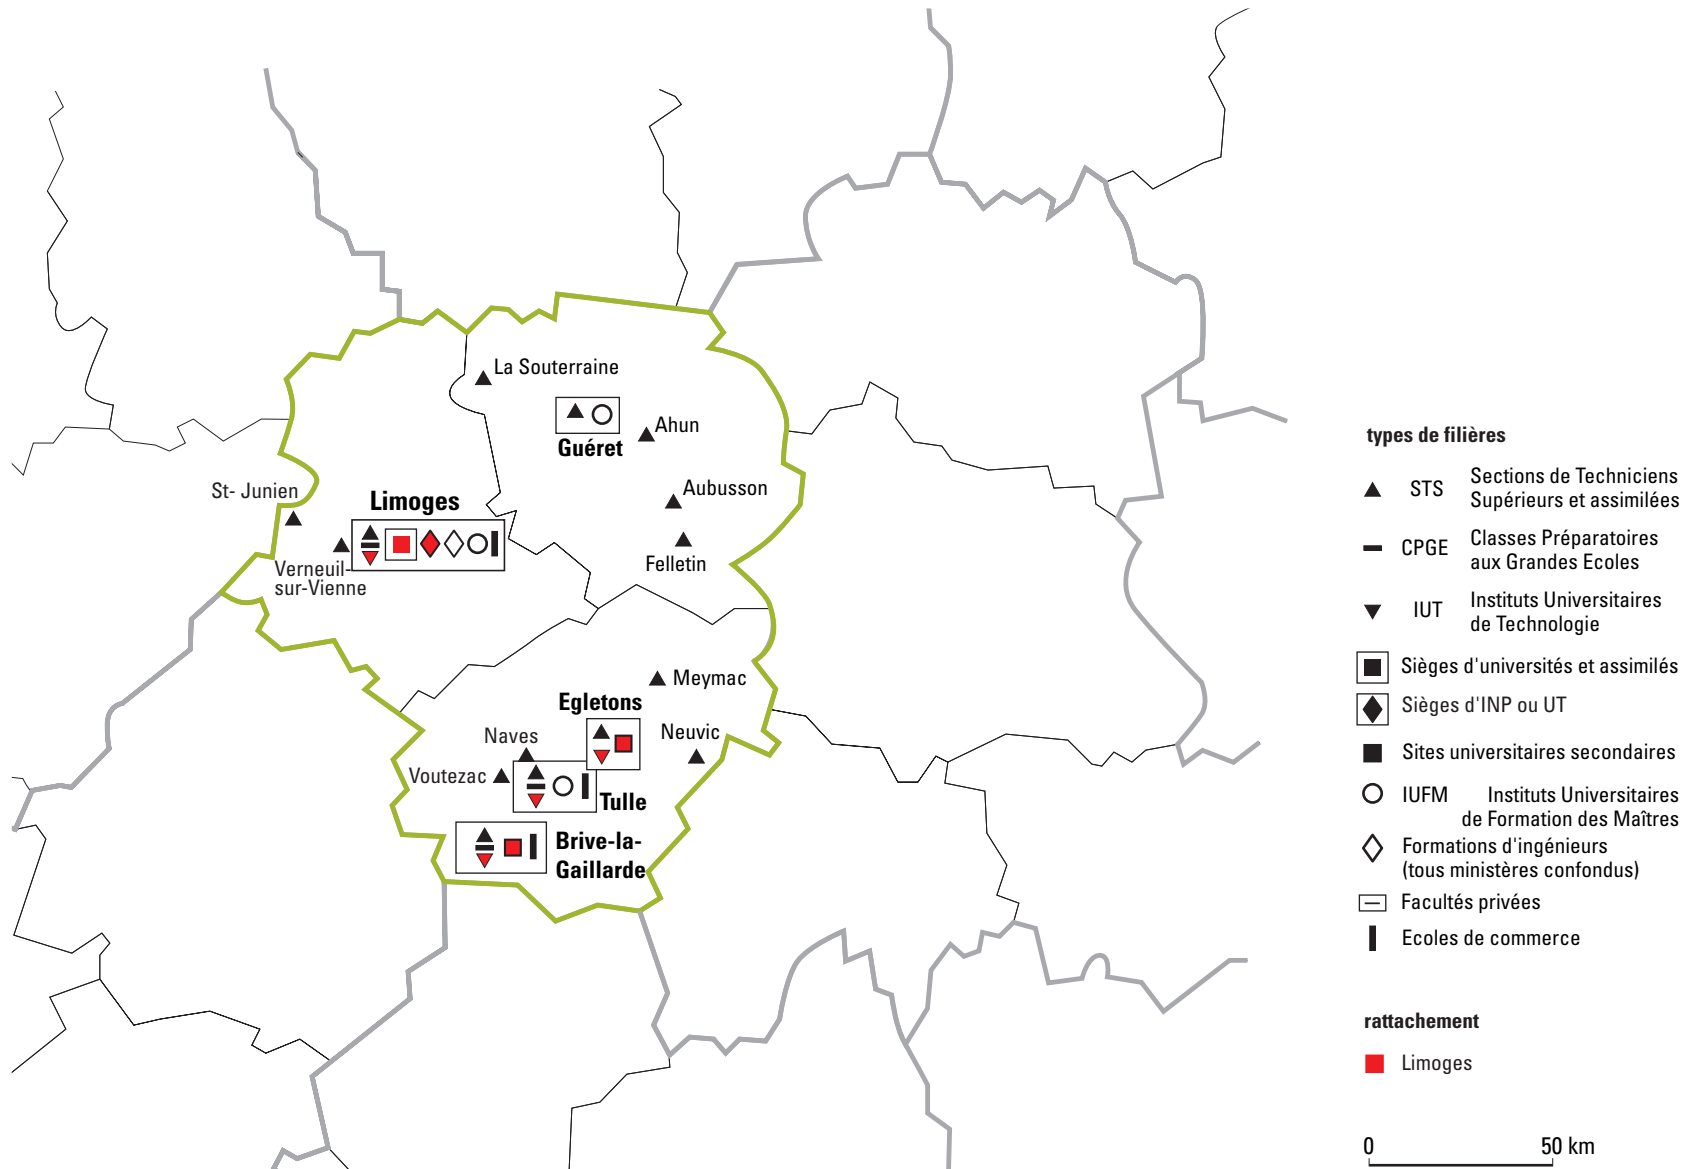 La Souterraine
Guéret
Ahun
St- Junien
Limoges
Aubusson
Verneuil-
sur-Vienne
Felletin
Meymac
Egletons
Naves
Neuvic
Voutezac
Tulle
Brive-la-
Gaillarde
types de filières
STS Sections de Techniciens
Supérieurs et assimilées
CPGE Classes Préparatoires
aux Grandes Ecoles
IUT Instituts Universitaires
de Technologie
Sièges d'universités et assimilés
Sièges d'INP ou UT
Sites universitaires secondaires
IUFM Instituts Universitaires
de Formation des Maîtres
Formations d'ingénieurs
(tous ministères confondus)
Facultés privées
Ecoles de commerce
rattachement
Limoges
0 50 km